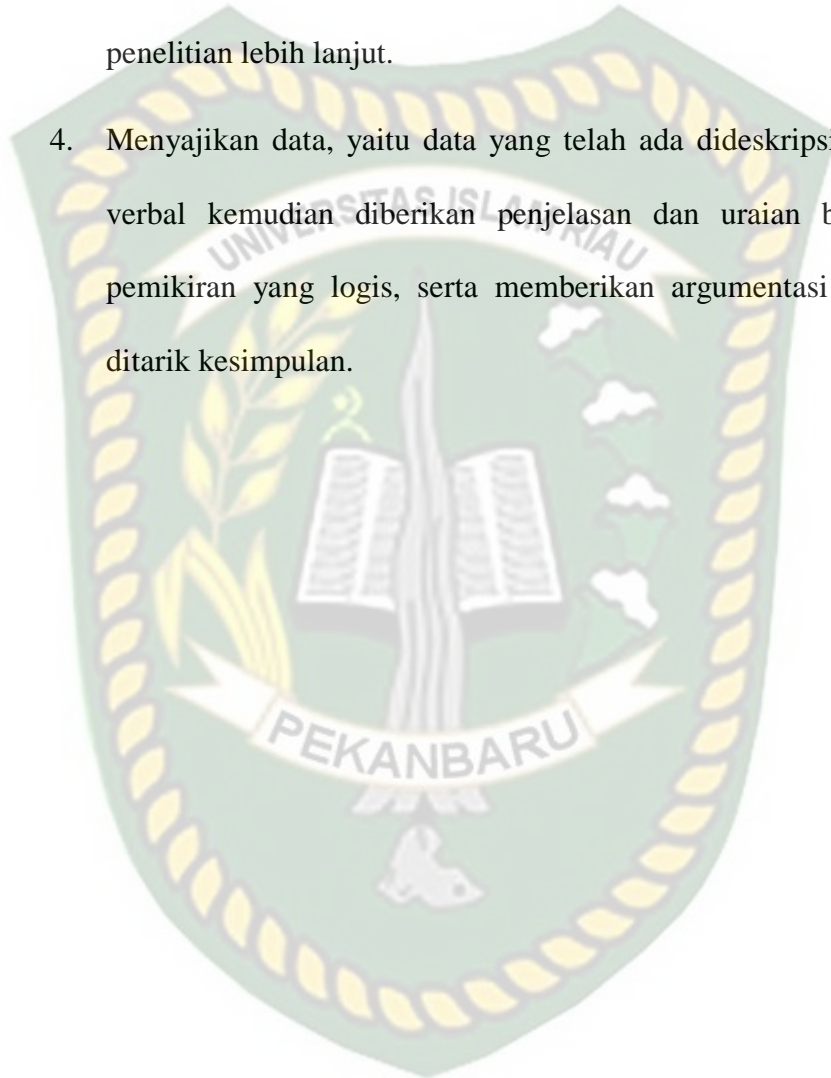 penelitian lebih lanjut.
4. Menyajikan data, yaitu data yang telah ada dideskripsi
verbal kemudian diberikan penjelasan dan uraian b
pemikiran yang logis, serta memberikan argumentasi
ditarik kesimpulan.
UNIVERSITAS ISLAM RIAU
PEKANBARU